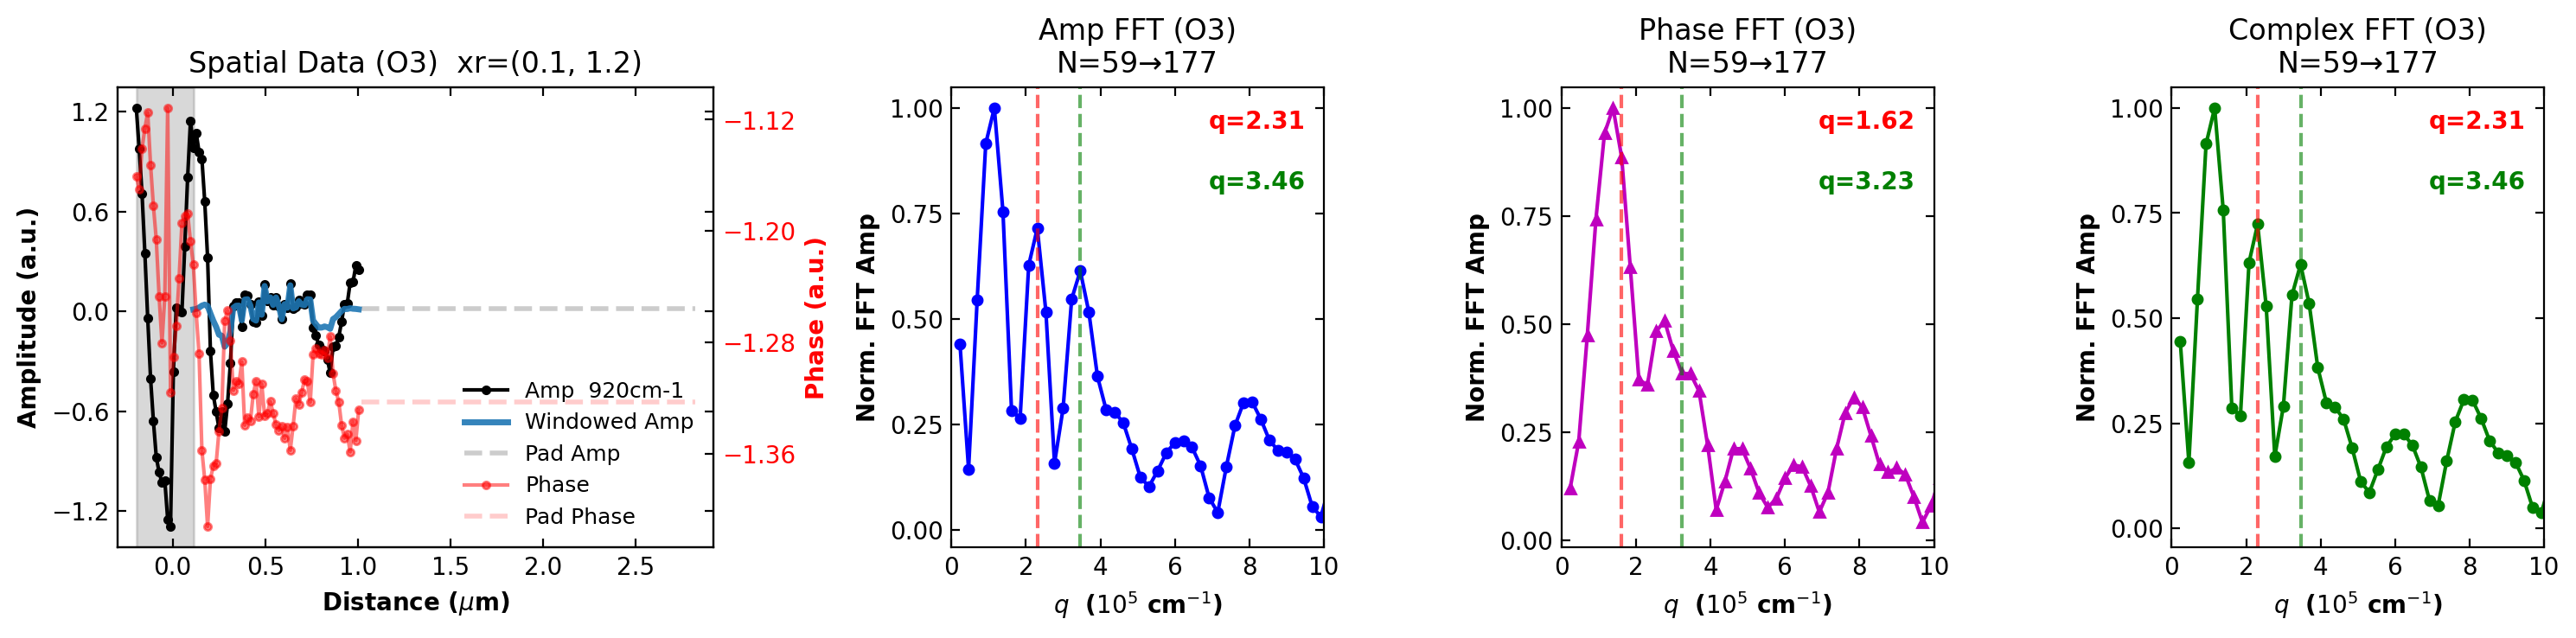 Spatial Data (O3)  xr=(0.1, 1.2)
Amplitude (a.u.)
1.2
0.6
0.0
−0.6
−1.2
0.0
0.5
1.0
1.5
2.0
2.5
Distance (μm)
−1.12
−1.20
−1.28
−1.36
Phase (a.u.)
Amp  920cm-1
Windowed Amp
Pad Amp
Phase
Pad Phase
Amp FFT (O3)
N=59→177
Norm. FFT Amp
1.00
0.75
0.50
0.25
0.00
0
2
4
6
8
10
q (10⁵ cm⁻¹)
q=2.31
q=3.46
Phase FFT (O3)
N=59→177
Norm. FFT Amp
1.00
0.75
0.50
0.25
0.00
0
2
4
6
8
10
q (10⁵ cm⁻¹)
q=1.62
q=3.23
Complex FFT (O3)
N=59→177
Norm. FFT Amp
1.00
0.75
0.50
0.25
0.00
0
2
4
6
8
10
q (10⁵ cm⁻¹)
q=2.31
q=3.46